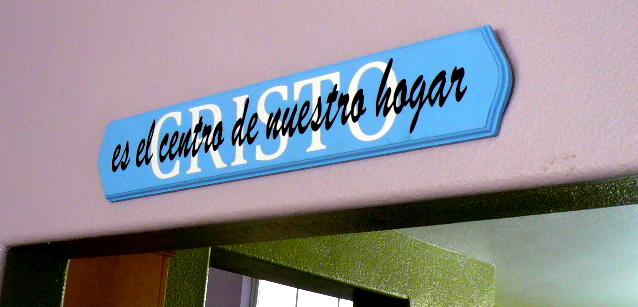 CRISTO
es el centro de nuestro hogar